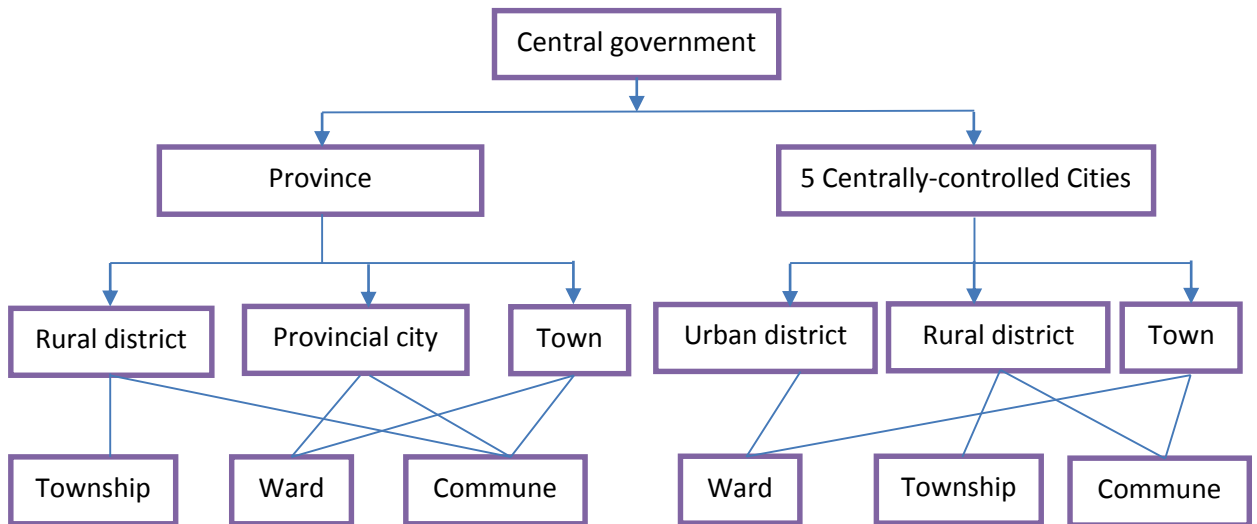 Central government
Province
5 Centrally-controlled Cities
Rural district
Provincial city
Town
Urban district
Rural district
Town
Township
Ward
Commune
Ward
Township
Commune